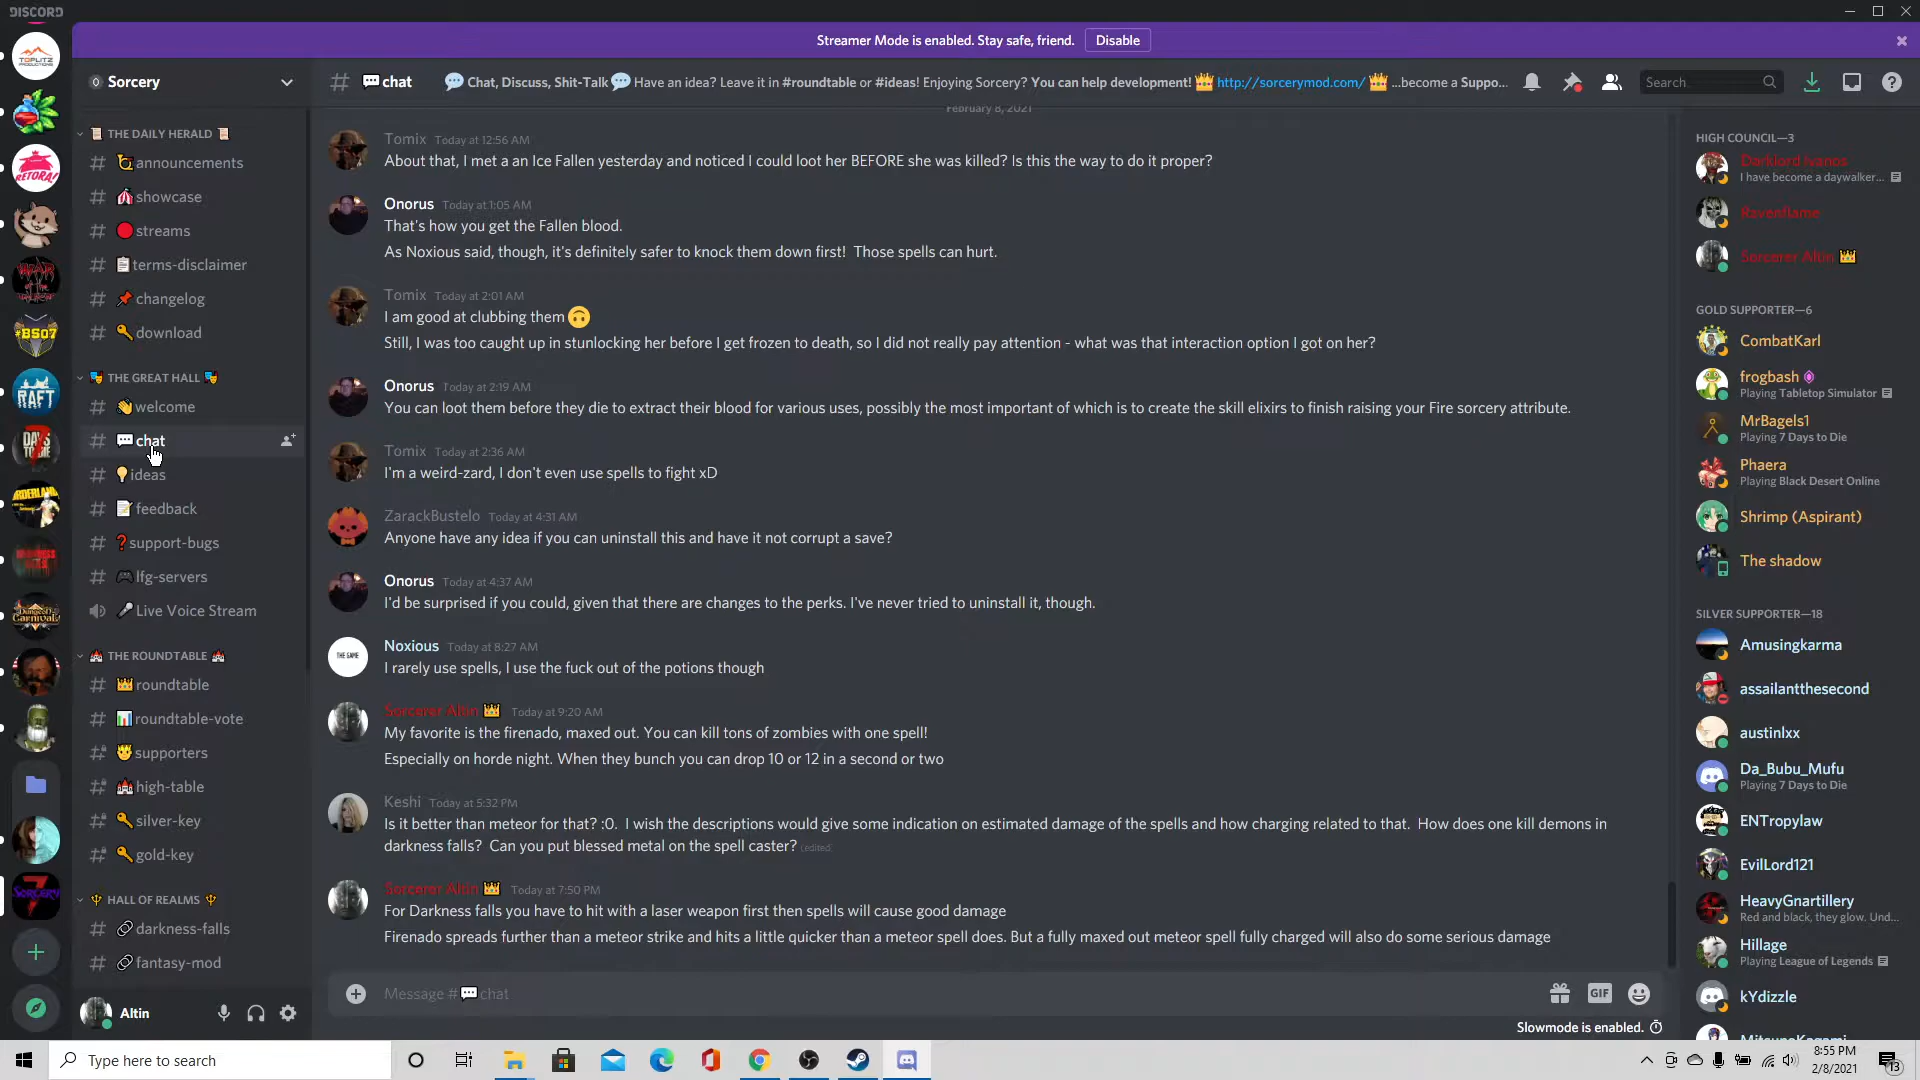 DISCORD
Streamer Mode is enabled. Stay safe, friend. Disable
Sorcery
THE DAILY HERALD
announcements
showcase
streams
terms-disclaimer
changelog
download
THE GREAT HALL
welcome
chat
ideas
feedback
support-bugs
lfg-servers
Live Voice Stream
THE ROUNDTABLE
roundtable
roundtable-vote
supporters
high-table
silver-key
gold-key
HALL OF REALMS
darkness-falls
fantasy-mod
Altin
chat
Chat, Discuss, Shit-Talk Have an idea? Leave it in #roundtable or #ideas! Enjoying Sorcery? You can help development! http://sorcerymod.com/ ...become a Suppo...
Search
February 8, 2021
Tomix Today at 12:56 AM
About that, I met a an Ice Fallen yesterday and noticed I could loot her BEFORE she was killed? Is this the way to do it proper?
Onorus Today at 1:05 AM
That's how you get the Fallen blood.
As Noxious said, though, it's definitely safer to knock them down first! Those spells can hurt.
Tomix Today at 2:01 AM
I am good at clubbing them
Still, I was too caught up in stunlocking her before I get frozen to death, so I did not really pay attention - what was that interaction option I got on her?
Onorus Today at 2:19 AM
You can loot them before they die to extract their blood for various uses, possibly the most important of which is to create the skill elixirs to finish raising your Fire sorcery attribute.
Tomix Today at 2:36 AM
I'm a weird-zard, I don't even use spells to fight xD
ZarackBustelo Today at 4:31 AM
Anyone have any idea if you can uninstall this and have it not corrupt a save?
Onorus Today at 4:37 AM
I'd be surprised if you could, given that there are changes to the perks. I've never tried to uninstall it, though.
THE GAME
Noxious Today at 8:27 AM
I rarely use spells, I use the fuck out of the potions though
Sorcerer Altin Today at 9:20 AM
My favorite is the firenado, maxed out. You can kill tons of zombies with one spell!
Especially on horde night. When they bunch you can drop 10 or 12 in a second or two
Keshi Today at 5:32 PM
Is it better than meteor for that? :0. I wish the descriptions would give some indication on estimated damage of the spells and how charging related to that. How does one kill demons in
darkness falls? Can you put blessed metal on the spell caster? (edited)
Sorcerer Altin Today at 7:50 PM
For Darkness falls you have to hit with a laser weapon first then spells will cause good damage
Firenado spreads further than a meteor strike and hits a little quicker than a meteor spell does. But a fully maxed out meteor spell fully charged will also do some serious damage
Message #chat
GIF
Slowmode is enabled.
HIGH COUNCIL—3
Darklord Ivanos
I have become a daywalker...
Ravenflame
Sorcerer Altin
GOLD SUPPORTER—6
CombatKarl
frogbash
Playing Tabletop Simulator
MrBagels1
Playing 7 Days to Die
Phaera
Playing Black Desert Online
Shrimp (Aspirant)
The shadow
SILVER SUPPORTER—18
Amusingkarma
assailantthesecond
austinlxx
Da_Bubu_Mufu
Playing 7 Days to Die
ENTropylaw
EvilLord121
HeavyGnartillery
Red and black, they glow. Und...
Hillage
Playing League of Legends
kYdizzle
TOPLITZ
PRODUCTIONS
RETORA!
#BS07
RAFT
DAYS
TO DIE
BORDERLANDS
DUNGEON
CARNIVAL
SORCERY
Type here to search
8:55 PM
2/8/2021
13